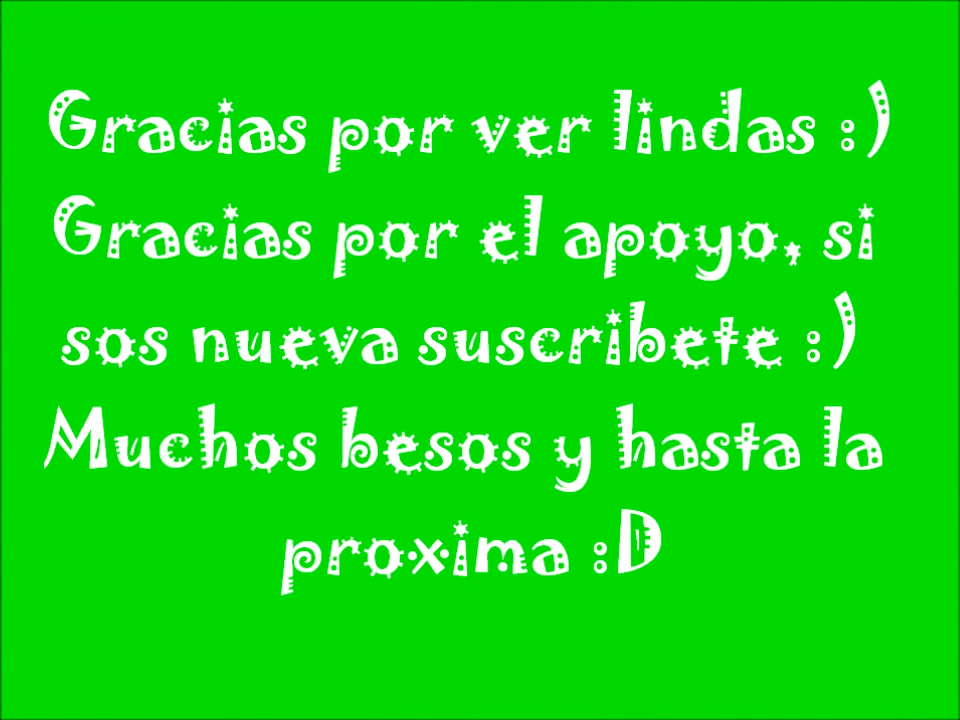 Gracias por ver lindas :)
Gracias por el apoyo, si
sos nueva suscribete :)
Muchos besos y hasta la
proxima :D